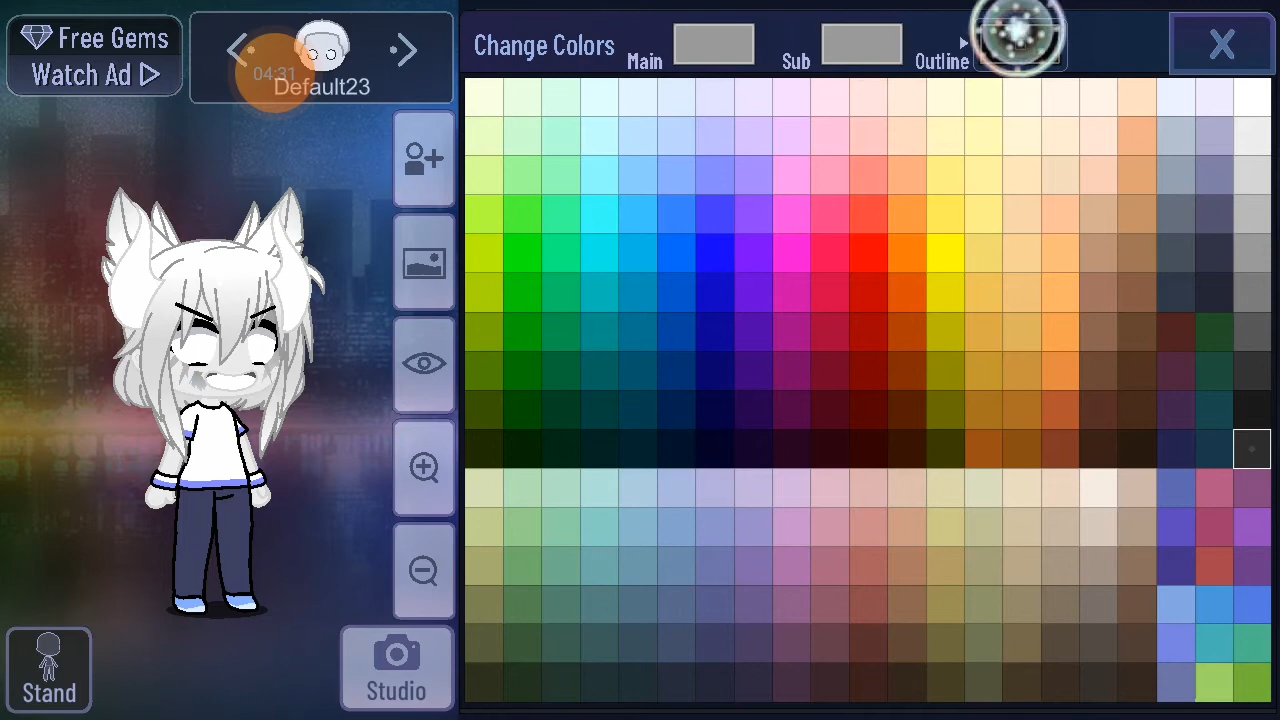 Free Gems
Watch Ad
04:31
Default23
Change Colors
Main
Sub
Outline
X
Stand
Studio